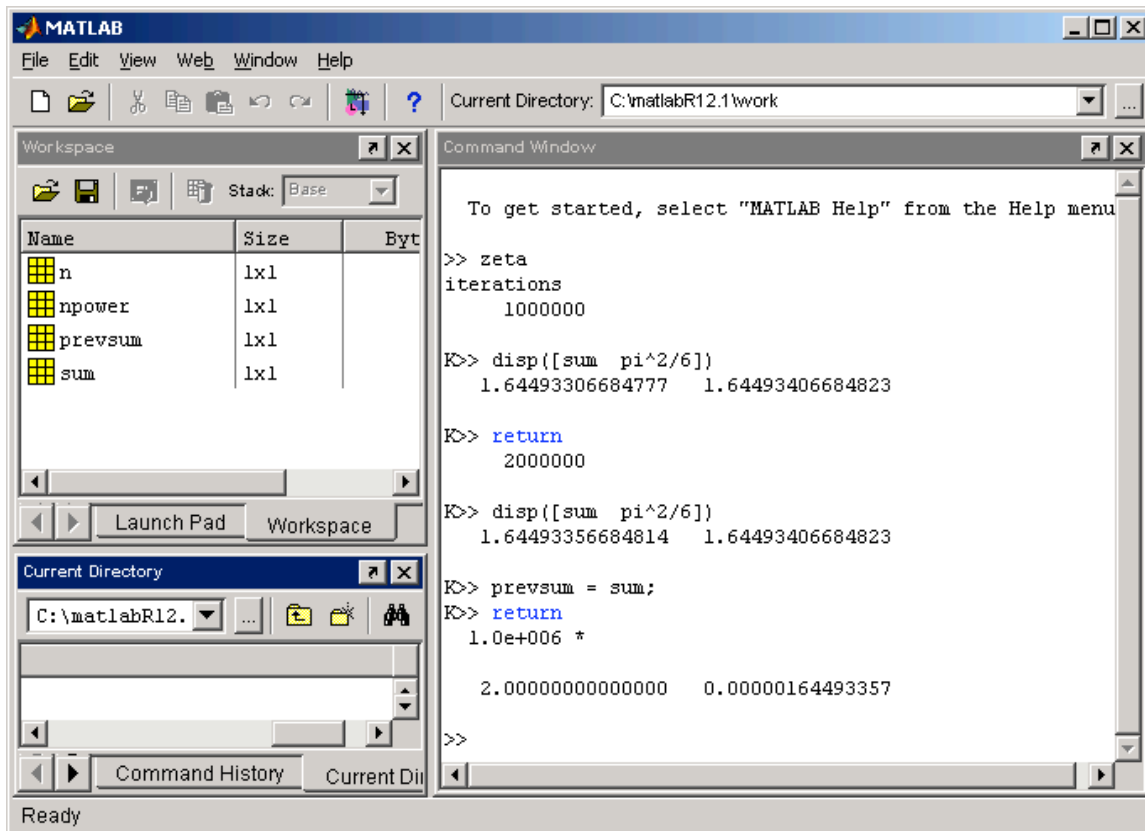 MATLAB
File Edit View Web Window Help
? Current Directory: C:\matlabR12.1\work ...
Workspace
Stack: Base
Name Size Byt
n 1x1
npower 1x1
prevsum 1x1
sum 1x1
Launch Pad Workspace
Current Directory
C:\matlabR12. ...
Command History Current Dir
Command Window
To get started, select "MATLAB Help" from the Help menu
>> zeta
iterations
1000000
K>> disp([sum pi^2/6])
1.64493306684777 1.64493406684823
K>> return
2000000
K>> disp([sum pi^2/6])
1.64493356684814 1.64493406684823
K>> prevsum = sum;
K>> return
1.0e+006 *
2.00000000000000 0.00000164493357
>>
Ready